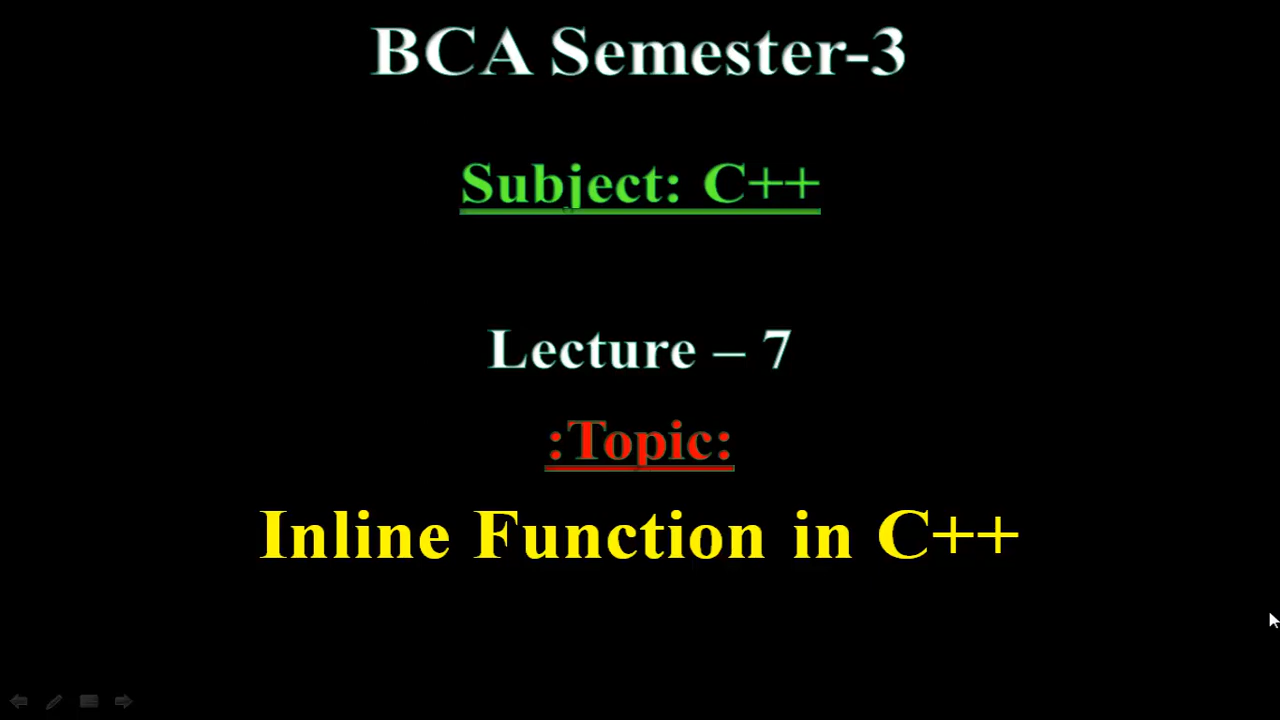 BCA Semester-3
Subject: C++
Lecture – 7
:Topic:
Inline Function in C++